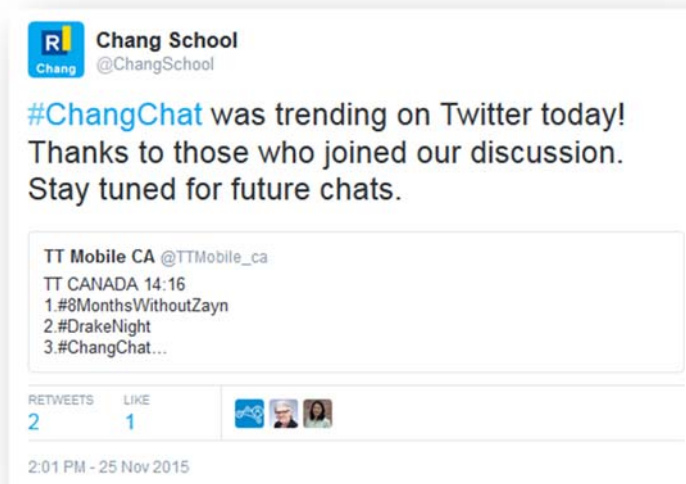 R
Chang
Chang School
@ChangSchool
#ChangChat was trending on Twitter today!
Thanks to those who joined our discussion.
Stay tuned for future chats.
TT Mobile CA @TTMobile_ca
TT CANADA 14:16
1.#8MonthsWithoutZayn
2.#DrakeNight
3.#ChangChat...
RETWEETS LIKE
2 1
2:01 PM - 25 Nov 2015